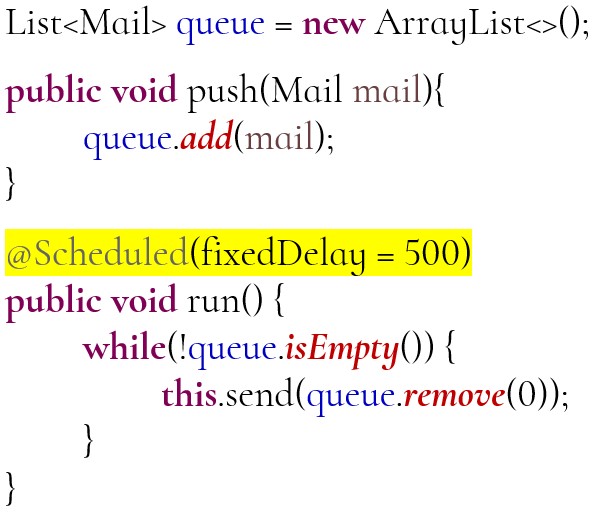 List<Mail> queue = new ArrayList<>();
public void push(Mail mail){
queue.add(mail);
}
@Scheduled(fixedDelay = 500)
public void run() {
while(!queue.isEmpty()) {
this.send(queue.remove(0));
}
}